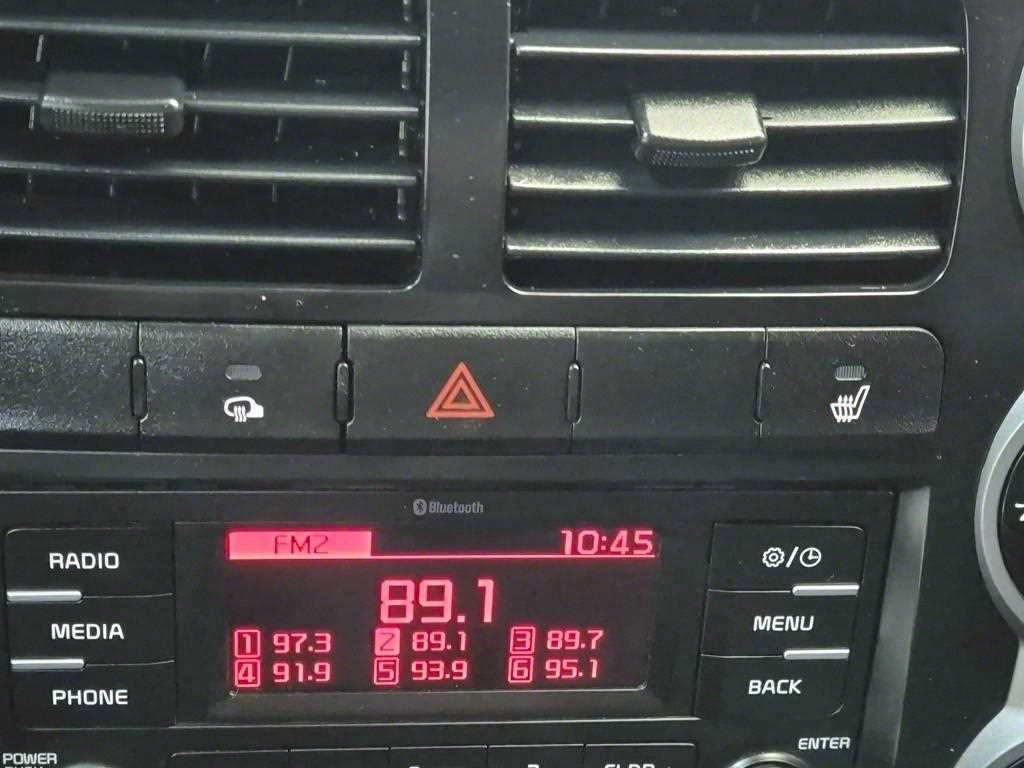 Bluetooth
RADIO
MEDIA
PHONE
FM2 10:45
89.1
1 97.3 2 89.1 3 89.7
4 91.9 5 93.9 6 95.1
MENU
BACK
POWER
ENTER